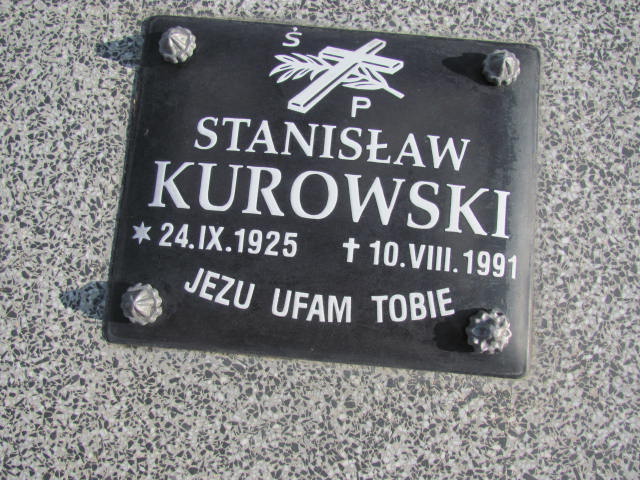 Ś P
STANISŁAW
KUROWSKI
✶ 24.IX.1925 ✝ 10.VIII.1991
JEZU UFAM TOBIE